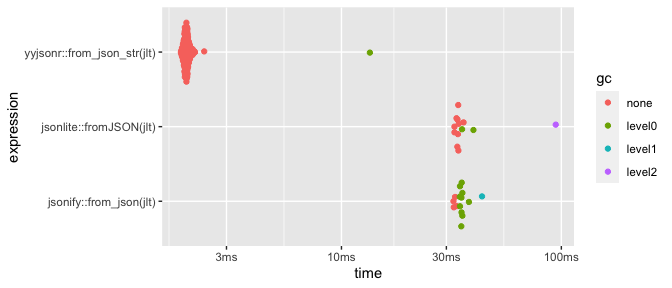 yyjsonr::from_json_str(jlt)
jsonlite::fromJSON(jlt)
jsonify::from_json(jlt)
expression
3ms
10ms
30ms
100ms
time
gc
none
level0
level1
level2